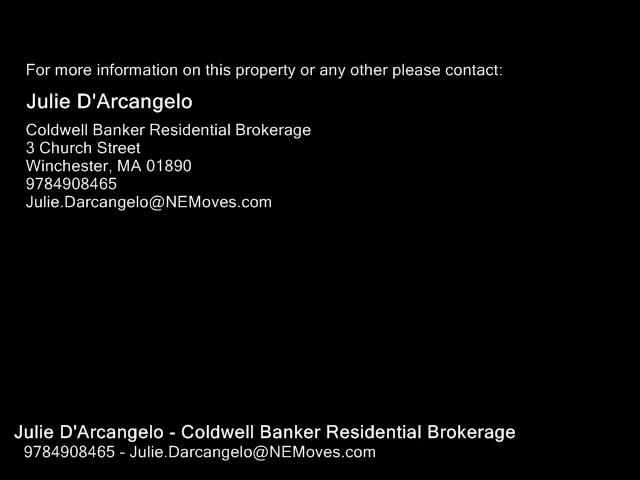 For more information on this property or any other please contact:
Julie D'Arcangelo
Coldwell Banker Residential Brokerage
3 Church Street
Winchester, MA 01890
9784908465
Julie.Darcangelo@NEMoves.com
Julie D'Arcangelo - Coldwell Banker Residential Brokerage
9784908465 - Julie.Darcangelo@NEMoves.com